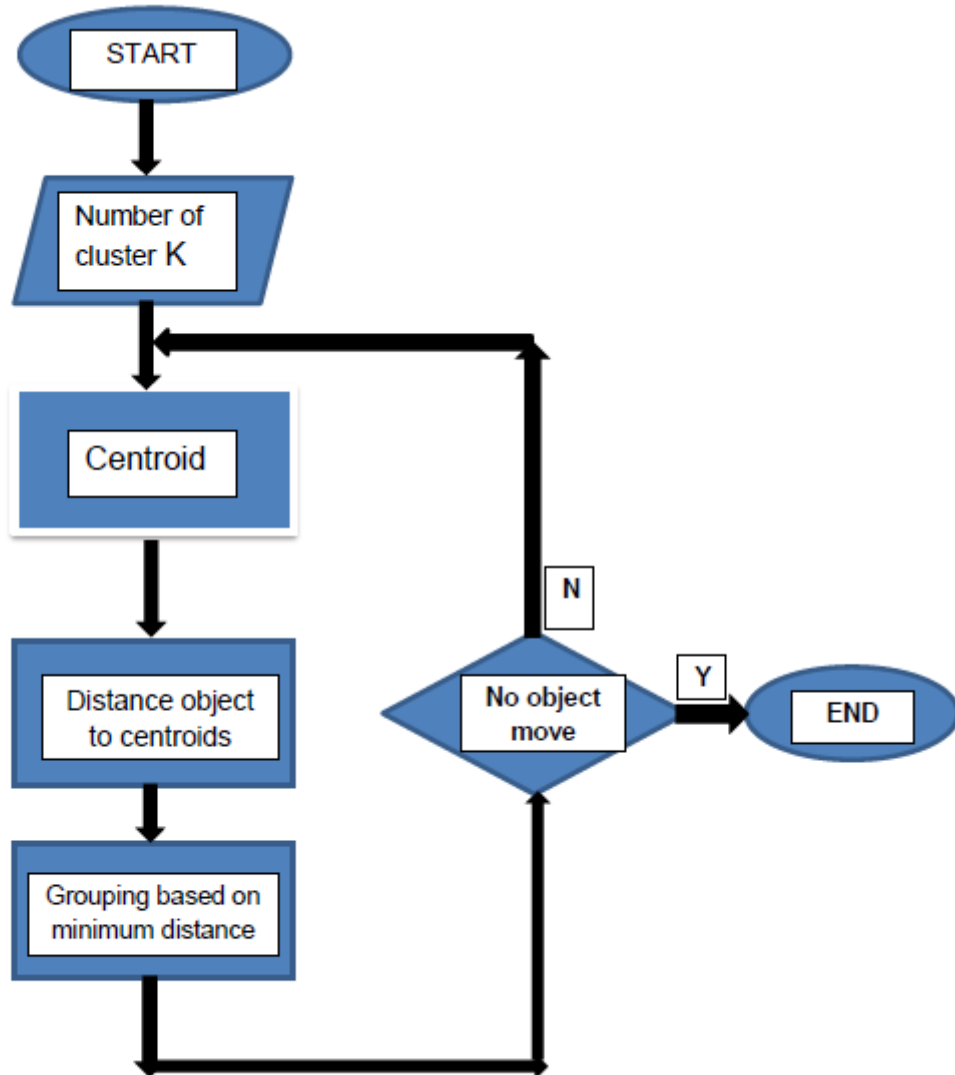 START
Number of
cluster K
Centroid
Distance object
to centroids
Grouping based on
minimum distance
No object
move
N
Y
END